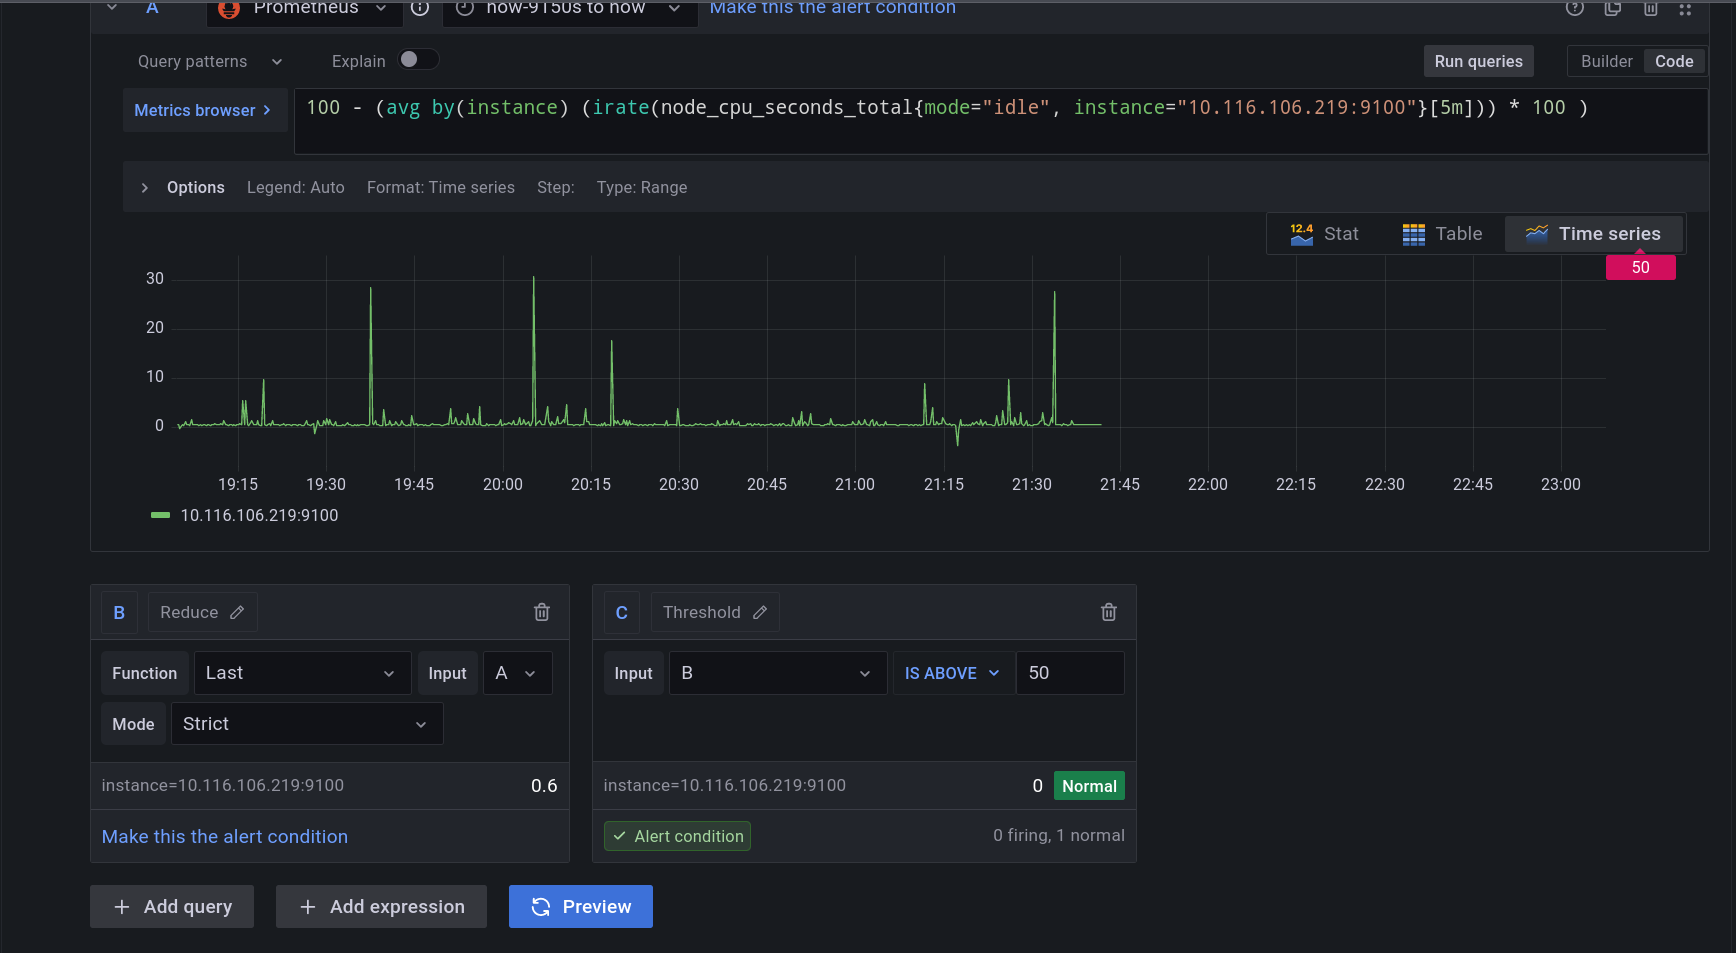 A Prometheus now-9150s to now Make this the alert condition
Query patterns Explain Run queries Builder Code
Metrics browser > 100 - (avg by(instance) (irate(node_cpu_seconds_total{mode="idle", instance="10.116.106.219:9100"}[5m])) * 100 )
Options Legend: Auto Format: Time series Step: Type: Range
12.4 Stat Table Time series
50
30
20
10
0
19:15 19:30 19:45 20:00 20:15 20:30 20:45 21:00 21:15 21:30 21:45 22:00 22:15 22:30 22:45 23:00
10.116.106.219:9100
B Reduce
Function Last Input A
Mode Strict
instance=10.116.106.219:9100 0.6
Make this the alert condition
C Threshold
Input B IS ABOVE 50
instance=10.116.106.219:9100 0 Normal
Alert condition 0 firing, 1 normal
+ Add query + Add expression Preview